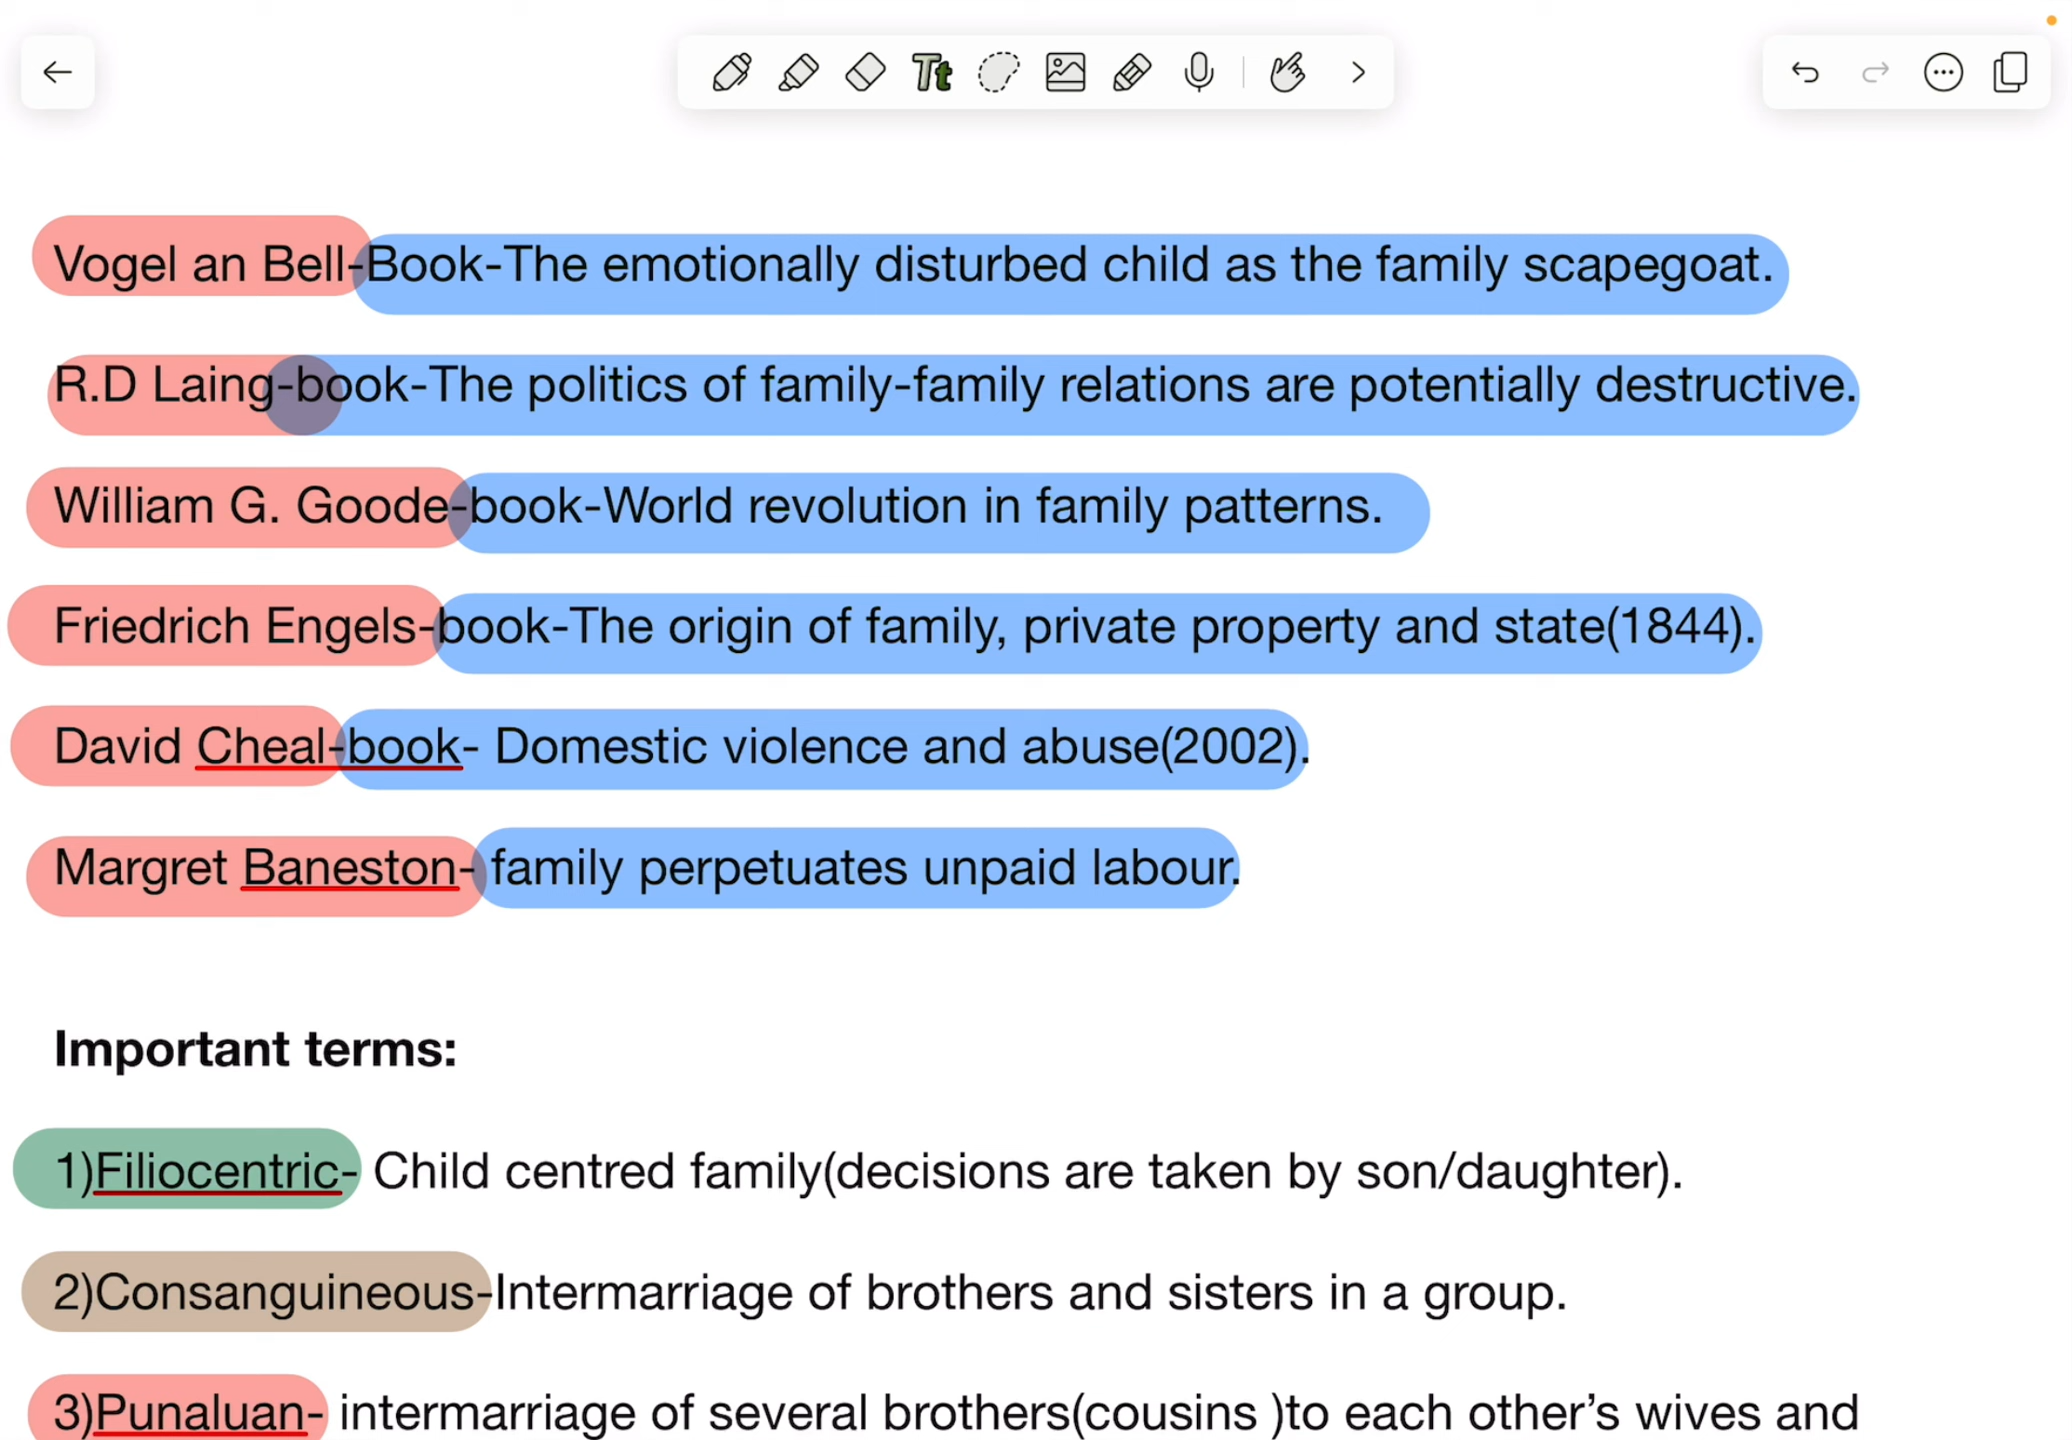 Vogel an Bell-Book-The emotionally disturbed child as the family scapegoat.
R.D Laing-book-The politics of family-family relations are potentially destructive.
William G. Goode-book-World revolution in family patterns.
Friedrich Engels-book-The origin of family, private property and state(1844).
David Cheal-book- Domestic violence and abuse(2002).
Margret Baneston- family perpetuates unpaid labour.
Important terms:
1)Filiocentric- Child centred family(decisions are taken by son/daughter).
2)Consanguineous-Intermarriage of brothers and sisters in a group.
3)Punaluan- intermarriage of several brothers(cousins )to each other’s wives and